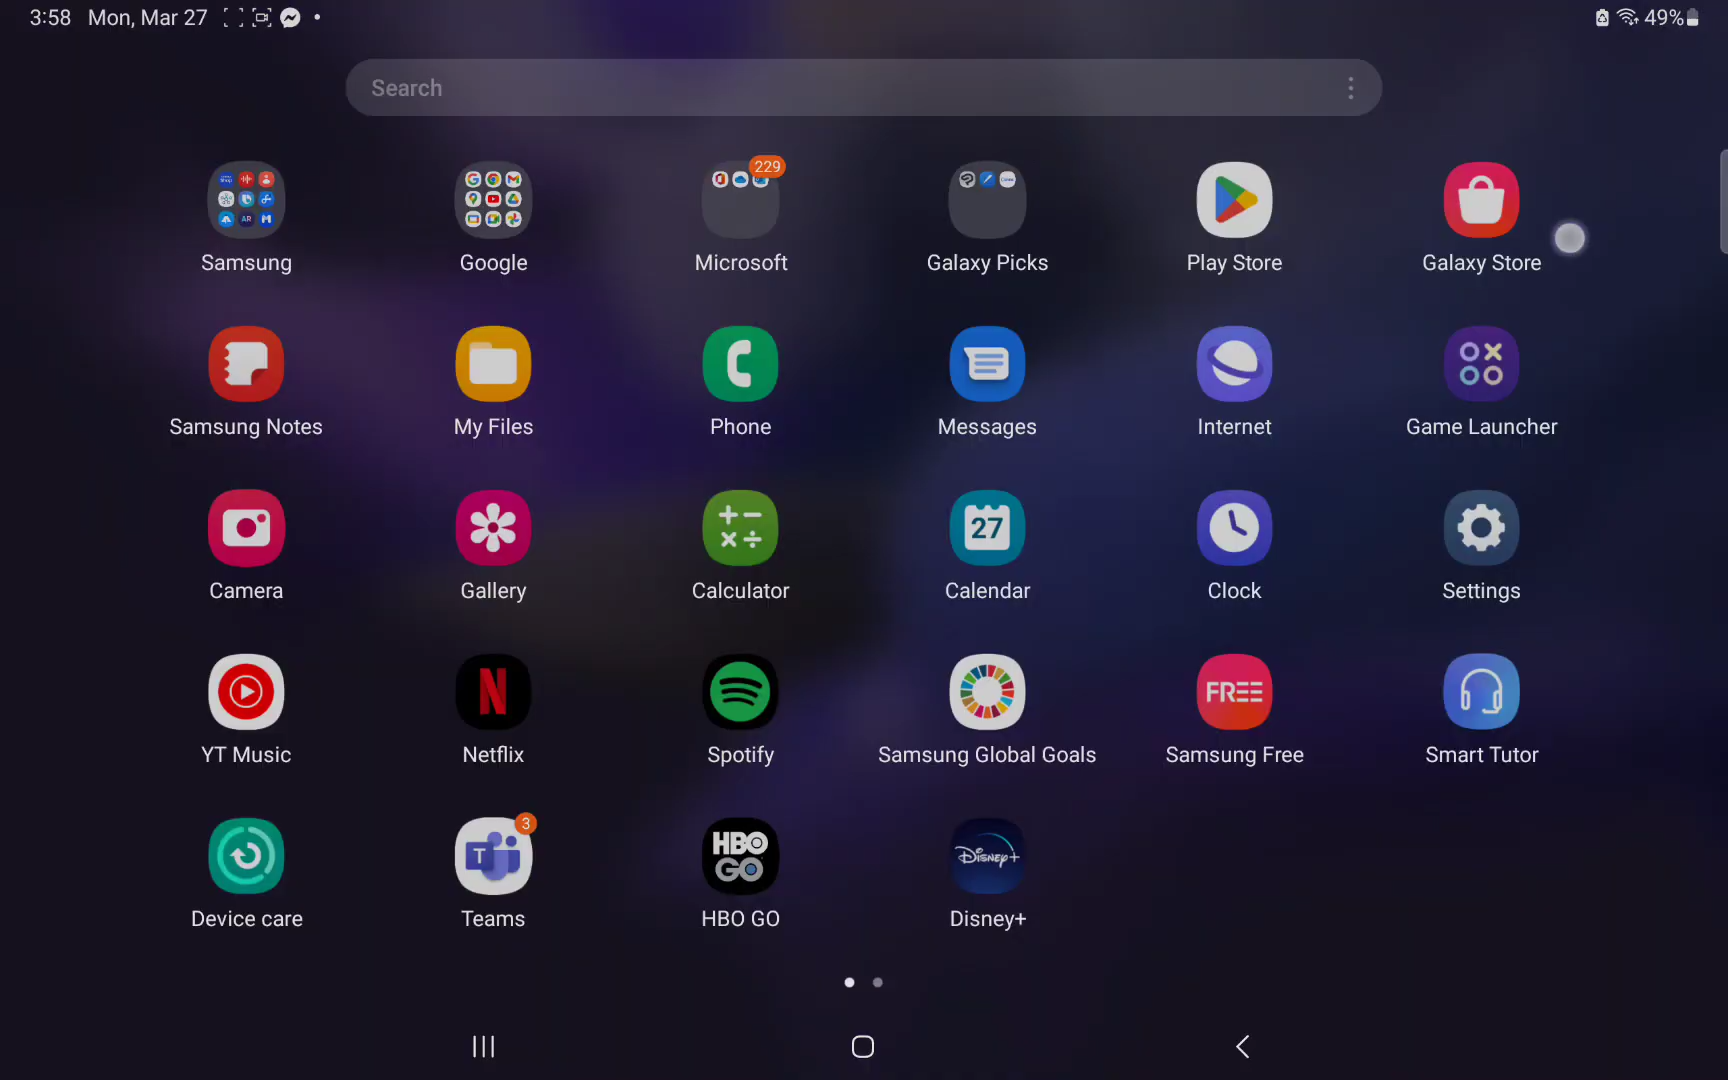 3:58 Mon, Mar 27
49%
Search
229
Samsung Google Microsoft Galaxy Picks Play Store Galaxy Store
Samsung Notes My Files Phone Messages Internet Game Launcher
27
Camera Gallery Calculator Calendar Clock Settings
FREE
YT Music Netflix Spotify Samsung Global Goals Samsung Free Smart Tutor
3
T
HBO
GO
Disney+
Device care Teams HBO GO Disney+